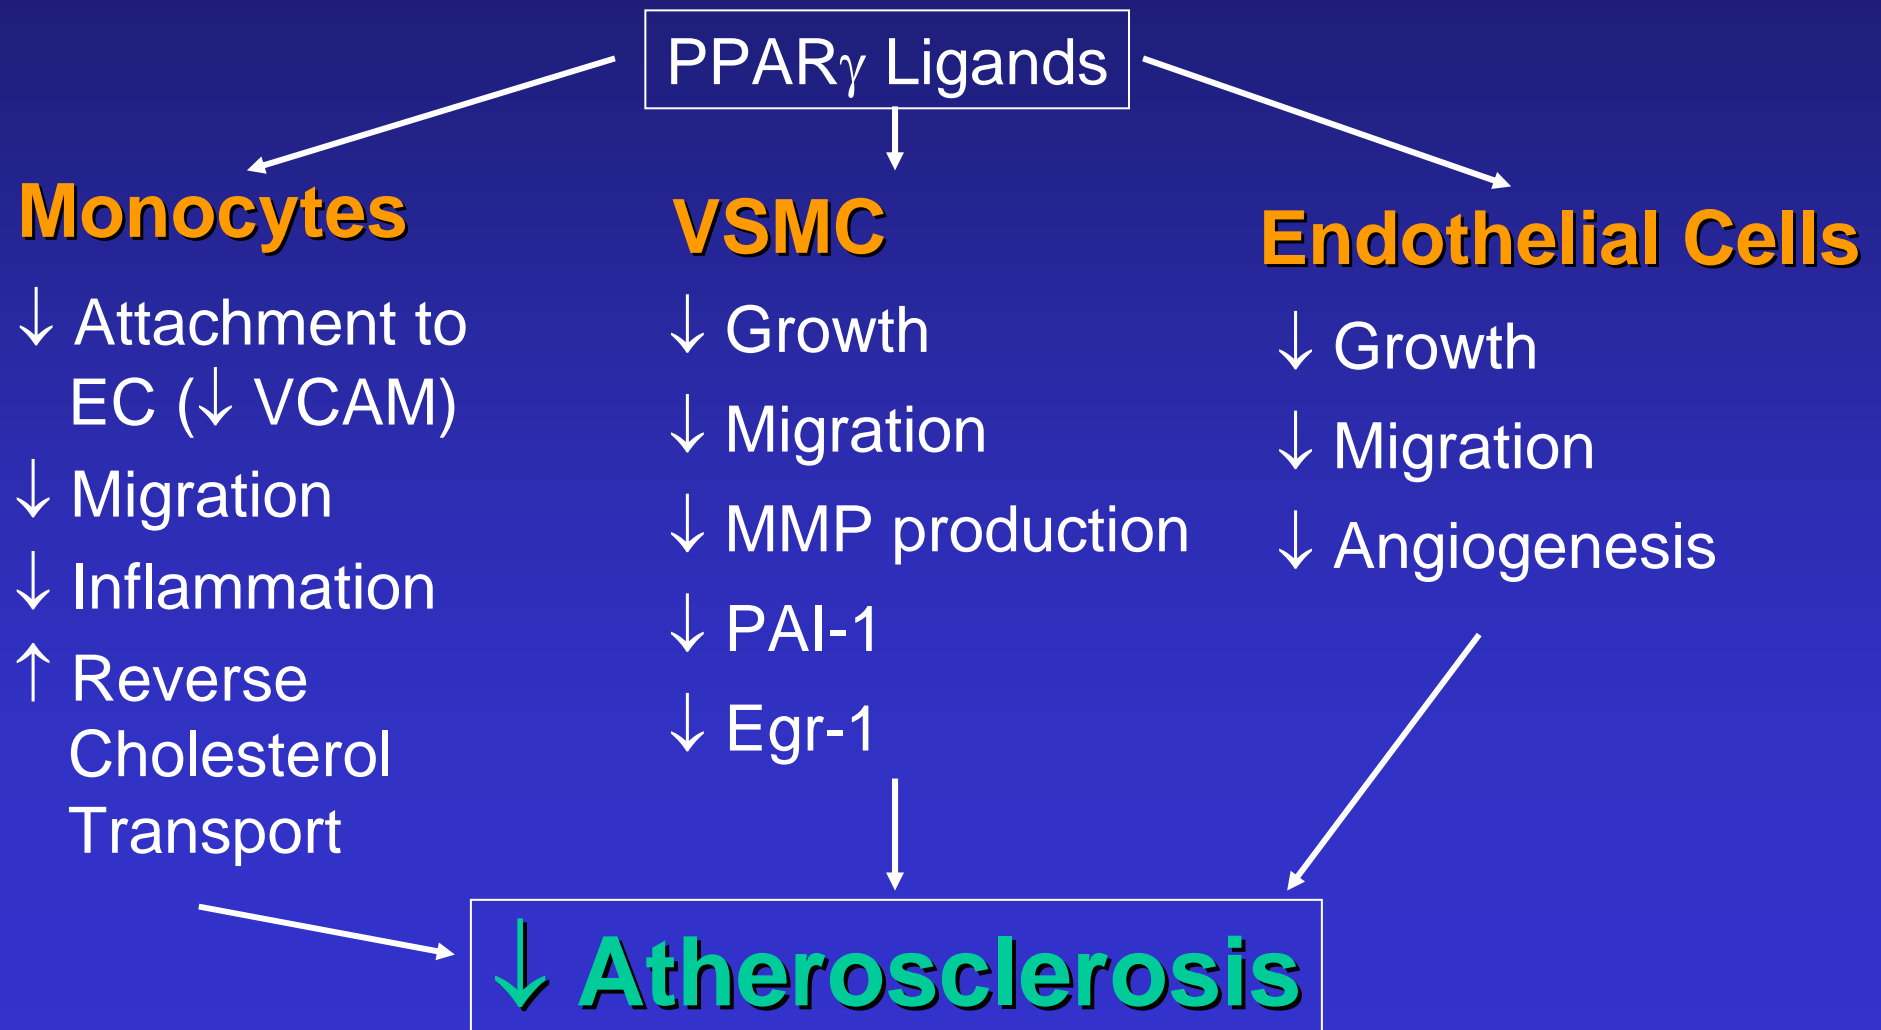 PPARγ Ligands
Monocytes
↓ Attachment to
EC (↓ VCAM)
↓ Migration
↓ Inflammation
↑ Reverse
Cholesterol
Transport
VSMC
↓ Growth
↓ Migration
↓ MMP production
↓ PAI-1
↓ Egr-1
Endothelial Cells
↓ Growth
↓ Migration
↓ Angiogenesis
↓ Atherosclerosis